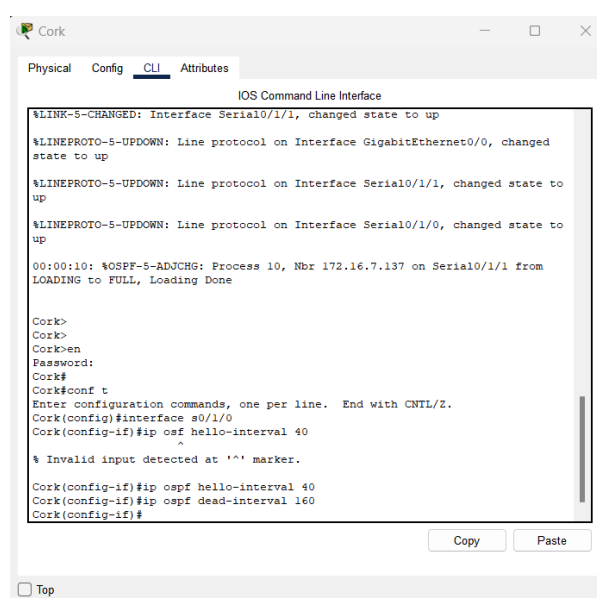 Cork
Physical Config CLI Attributes
IOS Command Line Interface
%LINK-5-CHANGED: Interface Serial0/1/1, changed state to up
%LINEPROTO-5-UPDOWN: Line protocol on Interface GigabitEthernet0/0, changed
state to up
%LINEPROTO-5-UPDOWN: Line protocol on Interface Serial0/1/1, changed state to
up
%LINEPROTO-5-UPDOWN: Line protocol on Interface Serial0/1/0, changed state to
up
00:00:10: %OSPF-5-ADJCHG: Process 10, Nbr 172.16.7.137 on Serial0/1/1 from
LOADING to FULL, Loading Done
Cork>
Cork>
Cork>en
Password:
Cork#
Cork#conf t
Enter configuration commands, one per line. End with CNTL/Z.
Cork(config)#interface s0/1/0
Cork(config-if)#ip osf hello-interval 40
^
% Invalid input detected at '^' marker.
Cork(config-if)#ip ospf hello-interval 40
Cork(config-if)#ip ospf dead-interval 160
Cork(config-if)#
Copy Paste
Top